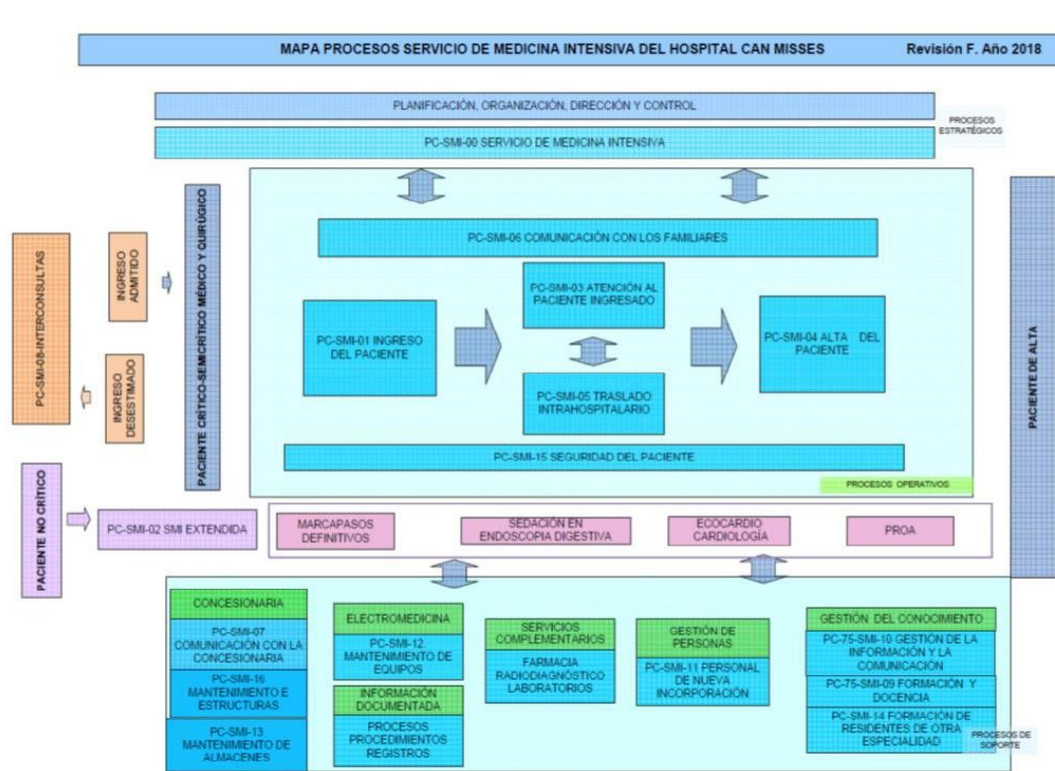 MAPA PROCESOS SERVICIO DE MEDICINA INTENSIVA DEL HOSPITAL CAN MISSES
Revisión F. Año 2018
PLANIFICACIÓN, ORGANIZACIÓN, DIRECCIÓN Y CONTROL
PC-SMI-00 SERVICIO DE MEDICINA INTENSIVA
PROCESOS
ESTRATÉGICOS
PC-SMI-08-INTERCONSULTAS
INGRESO
ADMITIDO
INGRESO
DESESTIMADO
PACIENTE CRÍTICO-SEMICRÍTICO MÉDICO Y QUIRÚGICO
PC-SMI-06 COMUNICACIÓN CON LOS FAMILIARES
PC-SMI-01 INGRESO
DEL PACIENTE
PC-SMI-03 ATENCIÓN AL
PACIENTE INGRESADO
PC-SMI-05 TRASLADO
INTRAHOSPITALARIO
PC-SMI-04 ALTA DEL
PACIENTE
PC-SMI-15 SEGURIDAD DEL PACIENTE
PROCESOS OPERATIVOS
PACIENTE DE ALTA
PACIENTE NO CRÍTICO
PC-SMI-02 SMI EXTENDIDA
MARCAPASOS
DEFINITIVOS
SEDACIÓN EN
ENDOSCOPIA DIGESTIVA
ECOCARDIO
CARDIOLOGÍA
PROA
CONCESIONARIA
PC-SMI-07
COMUNICACIÓN CON LA
CONCESIONARIA
PC-SMI-16
MANTENIMIENTO E
ESTRUCTURAS
PC-SMI-13
MANTENIMIENTO DE
ALMACENES
ELECTROMEDICINA
PC-SMI-12
MANTENIMIENTO DE
EQUIPOS
INFORMACIÓN
DOCUMENTADA
PROCESOS
PROCEDIMIENTOS
REGISTROS
SERVICIOS
COMPLEMENTARIOS
FARMACIA
RADIODIAGNÓSTICO
LABORATORIOS
GESTIÓN DE
PERSONAS
PC-SMI-11 PERSONAL
DE NUEVA
INCORPORACIÓN
GESTIÓN DEL CONOCIMIENTO
PC-75-SMI-10 GESTIÓN DE LA
INFORMACIÓN Y LA
COMUNICACIÓN
PC-75-SMI-09 FORMACIÓN Y
DOCENCIA
PC-SMI-14 FORMACIÓN DE
RESIDENTES DE OTRA
ESPECIALIDAD
PROCESOS DE
SOPORTE